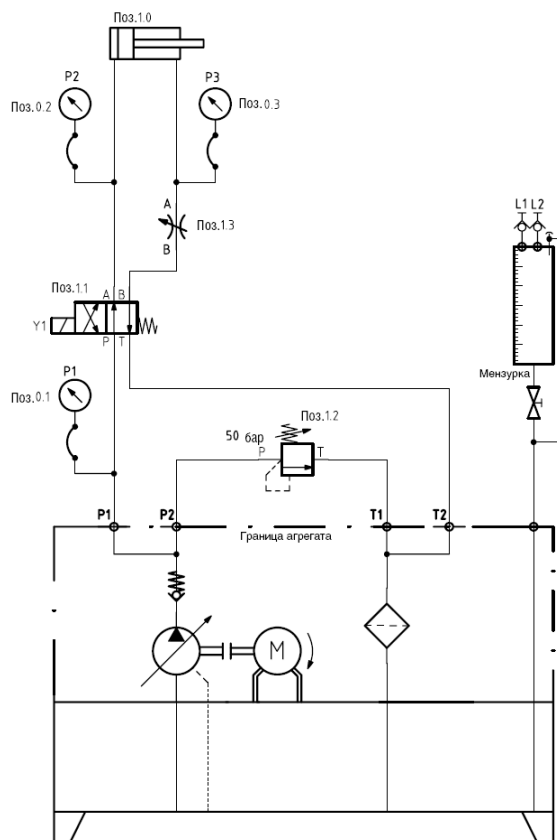 Поз.1.0
P2
P3
Поз.0.2
Поз.0.3
A
Поз.1.3
B
L1 L2
Поз.1.1
A B
Y1
P T
Мензурка
P1
Поз.0.1
Поз.1.2
50 бар
P T
P1 P2 T1 T2
Граница агрегата
M